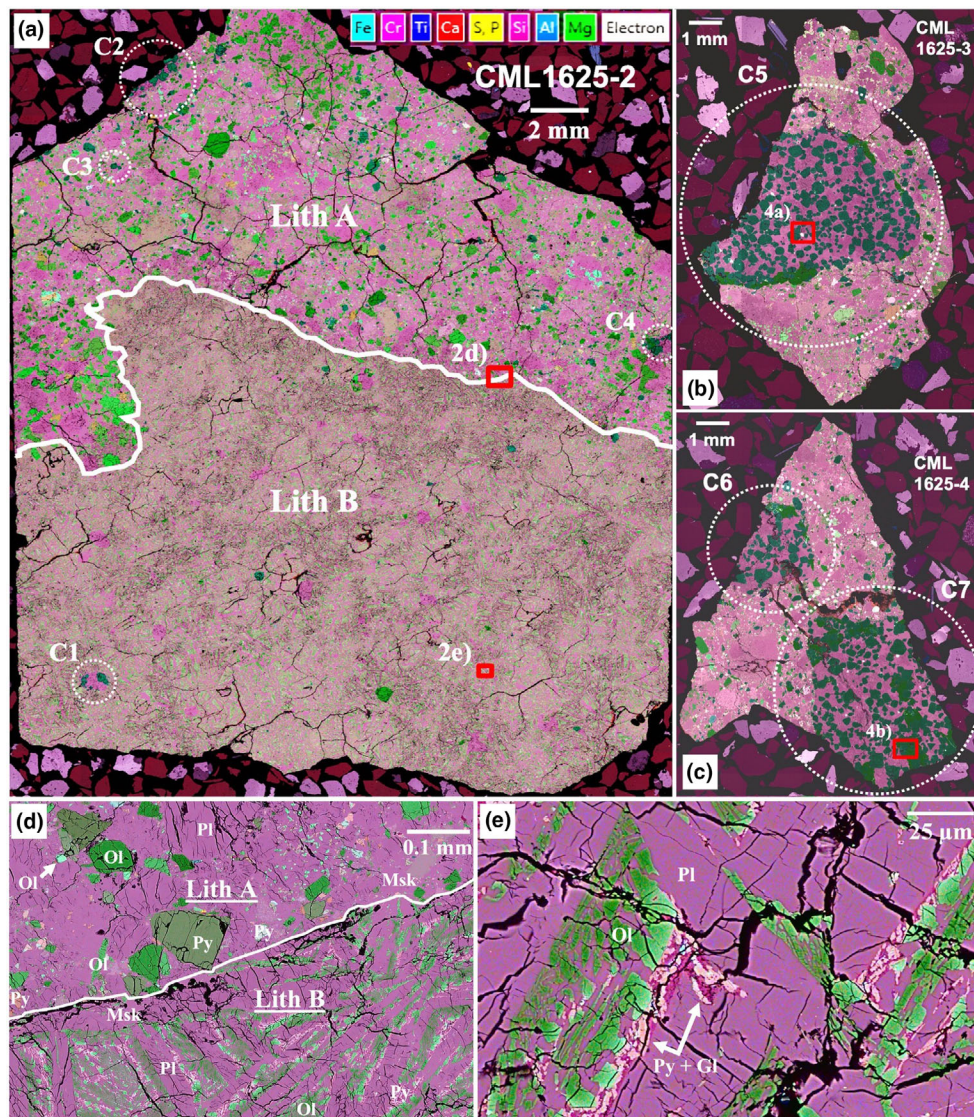 (a)
Fe Cr Ti Ca S, P Si Al Mg Electron
C2
CML1625-2
2 mm
C3
Lith A
C4
2d)
Lith B
C1
2e)
1 mm
CML
1625-3
C5
4a)
(b)
1 mm
CML
1625-4
C6
C7
4b)
(c)
(d)
Pl
0.1 mm
Ol
Ol
Lith A
Msk
Py
Py
Ol
Py
Lith B
Msk
Pl
Py
Ol
(e)
25 µm
Pl
Ol
Py + Gl